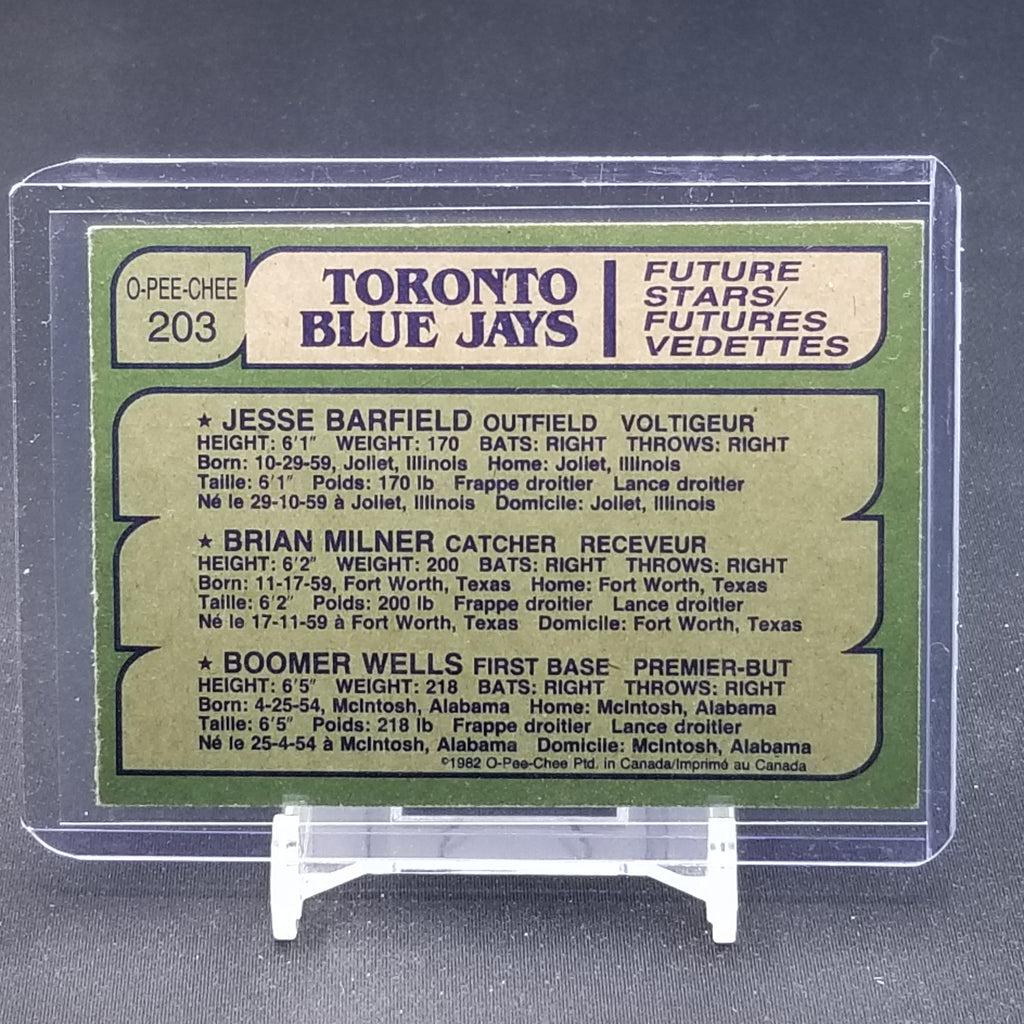 O-PEE-CHEE
203
TORONTO
BLUE JAYS
FUTURE
STARS/
FUTURES
VEDETTES
★ JESSE BARFIELD OUTFIELD VOLTIGEUR
HEIGHT: 6'1" WEIGHT: 170 BATS: RIGHT THROWS: RIGHT
Born: 10-29-59, Joliet, Illinois Home: Joliet, Illinois
Taille: 6'1" Poids: 170 lb Frappe droitier Lance droitier
Né le 29-10-59 à Joliet, Illinois Domicile: Joliet, Illinois
★ BRIAN MILNER CATCHER RECEVEUR
HEIGHT: 6'2" WEIGHT: 200 BATS: RIGHT THROWS: RIGHT
Born: 11-17-59, Fort Worth, Texas Home: Fort Worth, Texas
Taille: 6'2" Poids: 200 lb Frappe droitier Lance droitier
Né le 17-11-59 à Fort Worth, Texas Domicile: Fort Worth, Texas
★ BOOMER WELLS FIRST BASE PREMIER-BUT
HEIGHT: 6'5" WEIGHT: 218 BATS: RIGHT THROWS: RIGHT
Born: 4-25-54, McIntosh, Alabama Home: McIntosh, Alabama
Taille: 6'5" Poids: 218 lb Frappe droitier Lance droitier
Né le 25-4-54 à McIntosh, Alabama Domicile: McIntosh, Alabama
©1982 O-Pee-Chee Ptd. in Canada/Imprimé au Canada